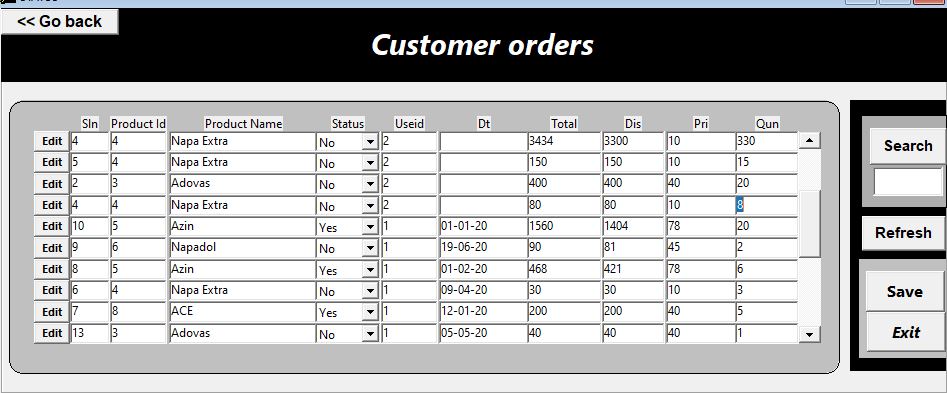 << Go back
Customer orders
Sln Product Id Product Name Status Useid Dt Total Dis Pri Qun
Edit 4 4 Napa Extra No 2 3434 3300 10 330
Edit 5 4 Napa Extra No 2 150 150 10 15
Edit 2 3 Adovas No 2 400 400 40 20
Edit 4 4 Napa Extra No 2 80 80 10 8
Edit 10 5 Azin Yes 1 01-01-20 1560 1404 78 20
Edit 9 6 Napadol No 1 19-06-20 90 81 45 2
Edit 8 5 Azin Yes 1 01-02-20 468 421 78 6
Edit 6 4 Napa Extra No 1 09-04-20 30 30 10 3
Edit 7 8 ACE Yes 1 12-01-20 200 200 40 5
Edit 13 3 Adovas No 1 05-05-20 40 40 40 1
Search
Refresh
Save
Exit